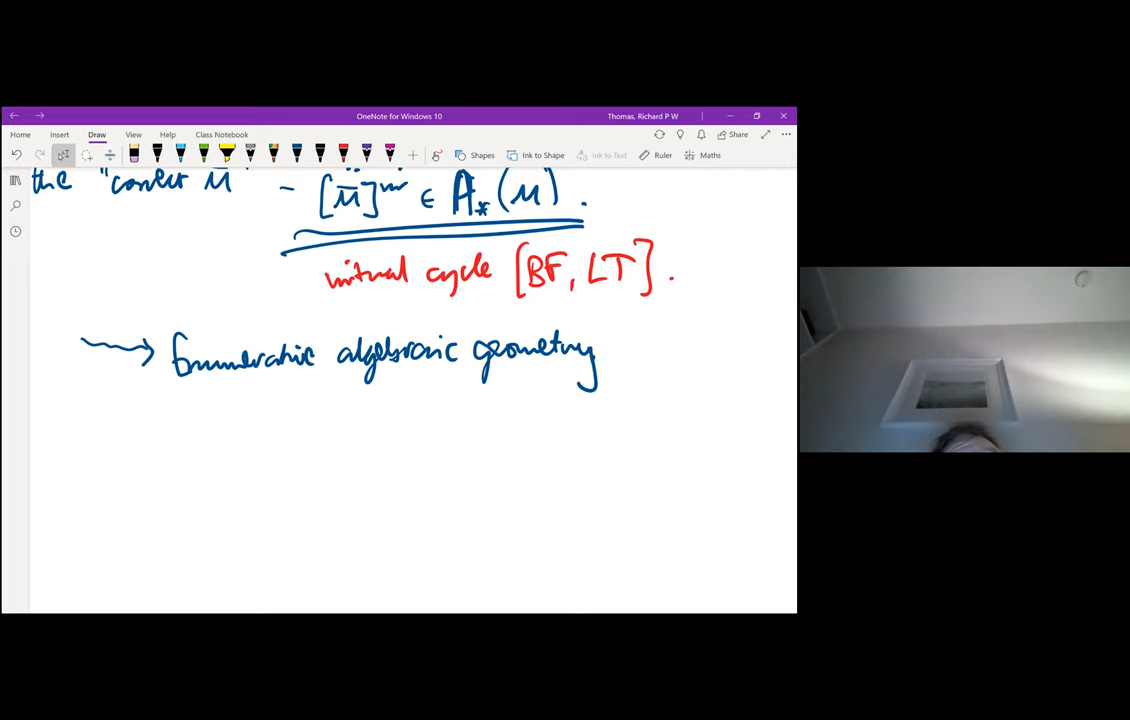 OneNote for Windows 10
Thomas, Richard P W
Home Insert Draw View Help Class Notebook
Share
Shapes Ink to Shape Ink to Text Ruler Maths
the "correct M̅" - [M̅]ᵛⁱʳ ∈ A_*(M).
virtual cycle [BF, LT].
Enumerative algebraic geometry